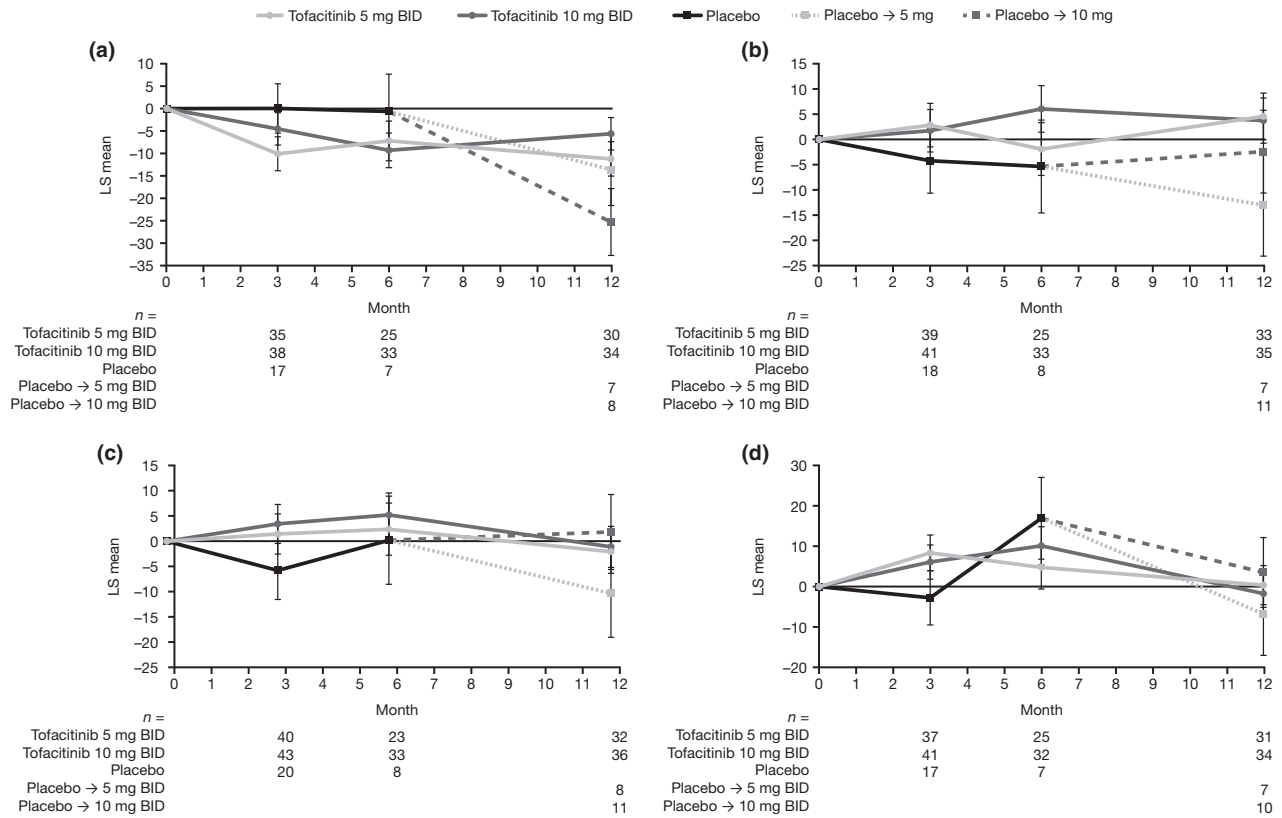 Tofacitinib 5 mg BID Tofacitinib 10 mg BID Placebo Placebo → 5 mg Placebo → 10 mg
(a)
10
5
0
−5
−10
−15
−20
−25
−30
−35
LS mean
0 1 2 3 4 5 6 7 8 9 10 11 12
Month
n =
Tofacitinib 5 mg BID 35 25 30
Tofacitinib 10 mg BID 38 33 34
Placebo 17 7
Placebo → 5 mg BID 7
Placebo → 10 mg BID 8
(b)
15
10
5
0
−5
−10
−15
−20
−25
LS mean
0 1 2 3 4 5 6 7 8 9 10 11 12
Month
n =
Tofacitinib 5 mg BID 39 25 33
Tofacitinib 10 mg BID 41 33 35
Placebo 18 8
Placebo → 5 mg BID 7
Placebo → 10 mg BID 11
(c)
15
10
5
0
−5
−10
−15
−20
−25
LS mean
0 1 2 3 4 5 6 7 8 9 10 11 12
Month
n =
Tofacitinib 5 mg BID 40 23 32
Tofacitinib 10 mg BID 43 33 36
Placebo 20 8
Placebo → 5 mg BID 8
Placebo → 10 mg BID 11
(d)
30
20
10
0
−10
−20
LS mean
0 1 2 3 4 5 6 7 8 9 10 11 12
Month
n =
Tofacitinib 5 mg BID 37 25 31
Tofacitinib 10 mg BID 41 32 34
Placebo 17 7
Placebo → 5 mg BID 7
Placebo → 10 mg BID 10